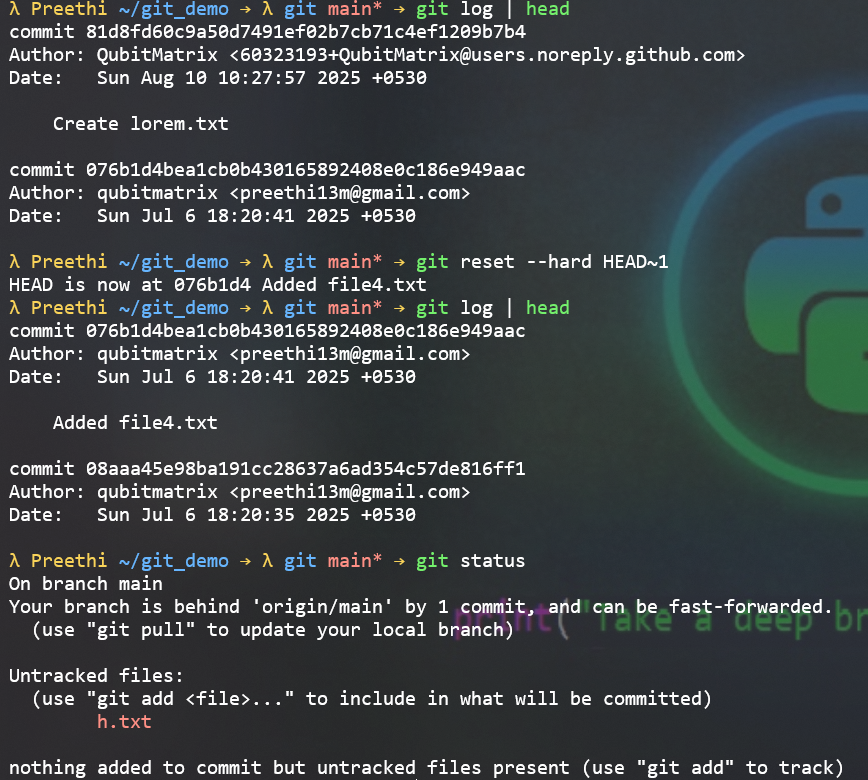 λ Preethi ~/git_demo → λ git main* → git log | head
commit 81d8fd60c9a50d7491ef02b7cb71c4ef1209b7b4
Author: QubitMatrix <60323193+QubitMatrix@users.noreply.github.com>
Date:   Sun Aug 10 10:27:57 2025 +0530
    Create lorem.txt
commit 076b1d4bea1cb0b430165892408e0c186e949aac
Author: qubitmatrix <preethi13m@gmail.com>
Date:   Sun Jul 6 18:20:41 2025 +0530
λ Preethi ~/git_demo → λ git main* → git reset --hard HEAD~1
HEAD is now at 076b1d4 Added file4.txt
λ Preethi ~/git_demo → λ git main* → git log | head
commit 076b1d4bea1cb0b430165892408e0c186e949aac
Author: qubitmatrix <preethi13m@gmail.com>
Date:   Sun Jul 6 18:20:41 2025 +0530
    Added file4.txt
commit 08aaa45e98ba191cc28637a6ad354c57de816ff1
Author: qubitmatrix <preethi13m@gmail.com>
Date:   Sun Jul 6 18:20:35 2025 +0530
λ Preethi ~/git_demo → λ git main* → git status
On branch main
Your branch is behind 'origin/main' by 1 commit, and can be fast-forwarded.
  (use "git pull" to update your local branch)
print("Take a deep br
Untracked files:
  (use "git add <file>..." to include in what will be committed)
        h.txt
nothing added to commit but untracked files present (use "git add" to track)